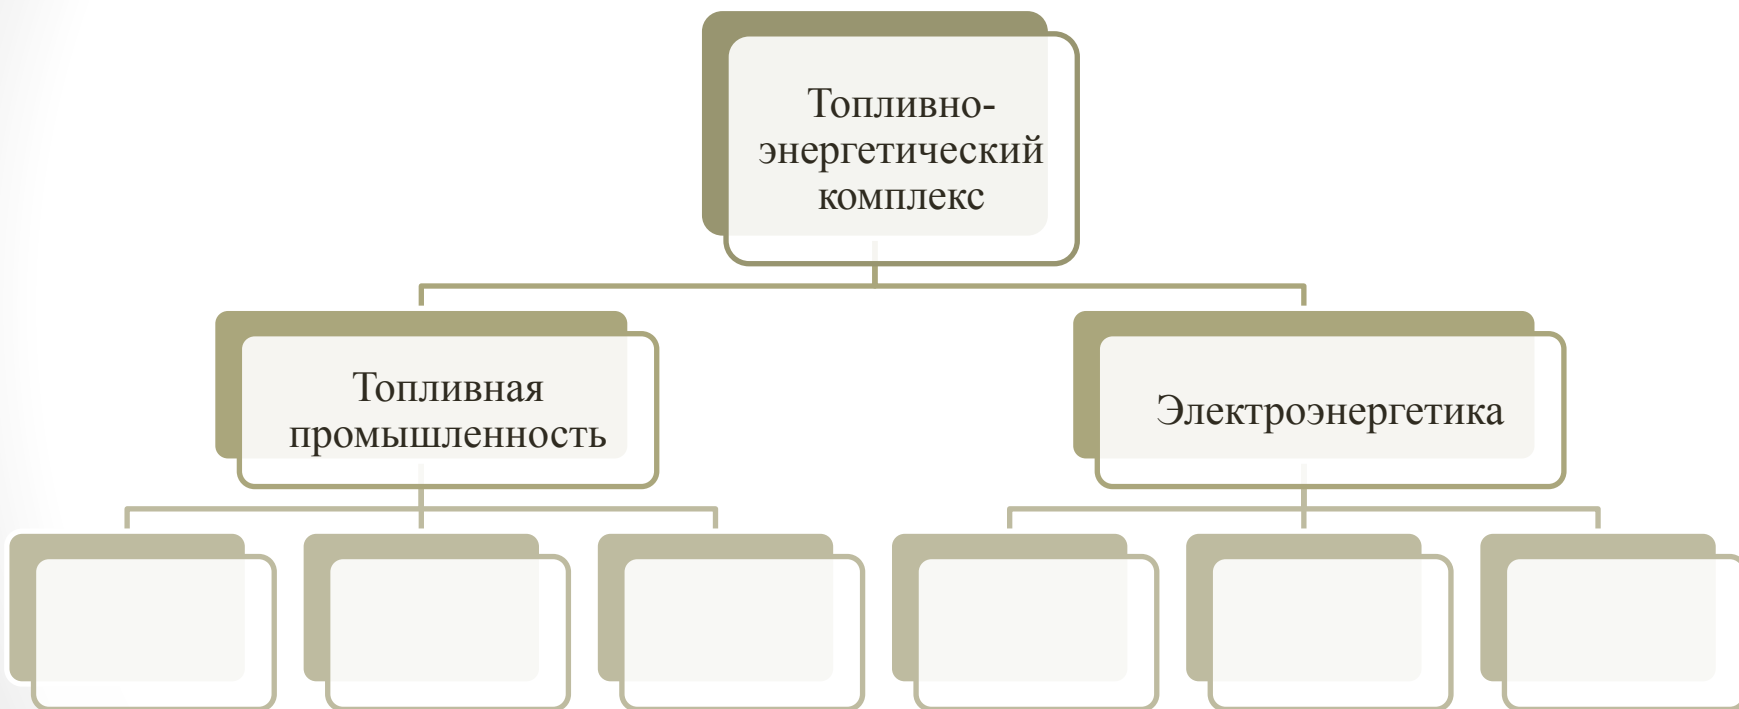 Топливно-
энергетический
комплекс
Топливная
промышленность
Электроэнергетика